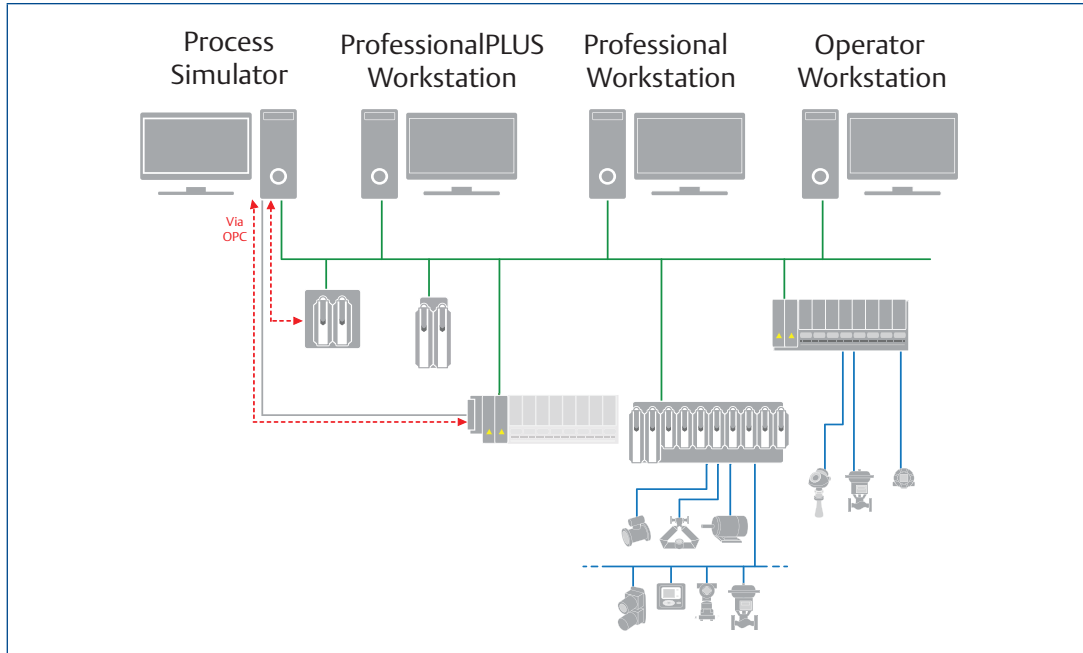 Process
Simulator
ProfessionalPLUS
Workstation
Professional
Workstation
Operator
Workstation
Via
OPC